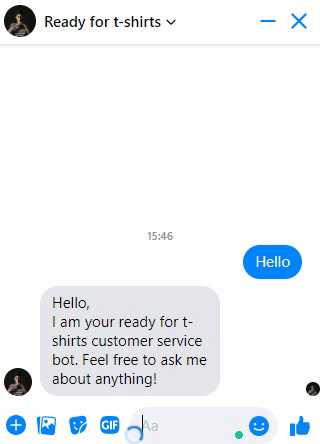 Ready for t-shirts
15:46
Hello
Hello,
I am your ready for t-
shirts customer service
bot. Feel free to ask me
about anything!
GIF
Aa